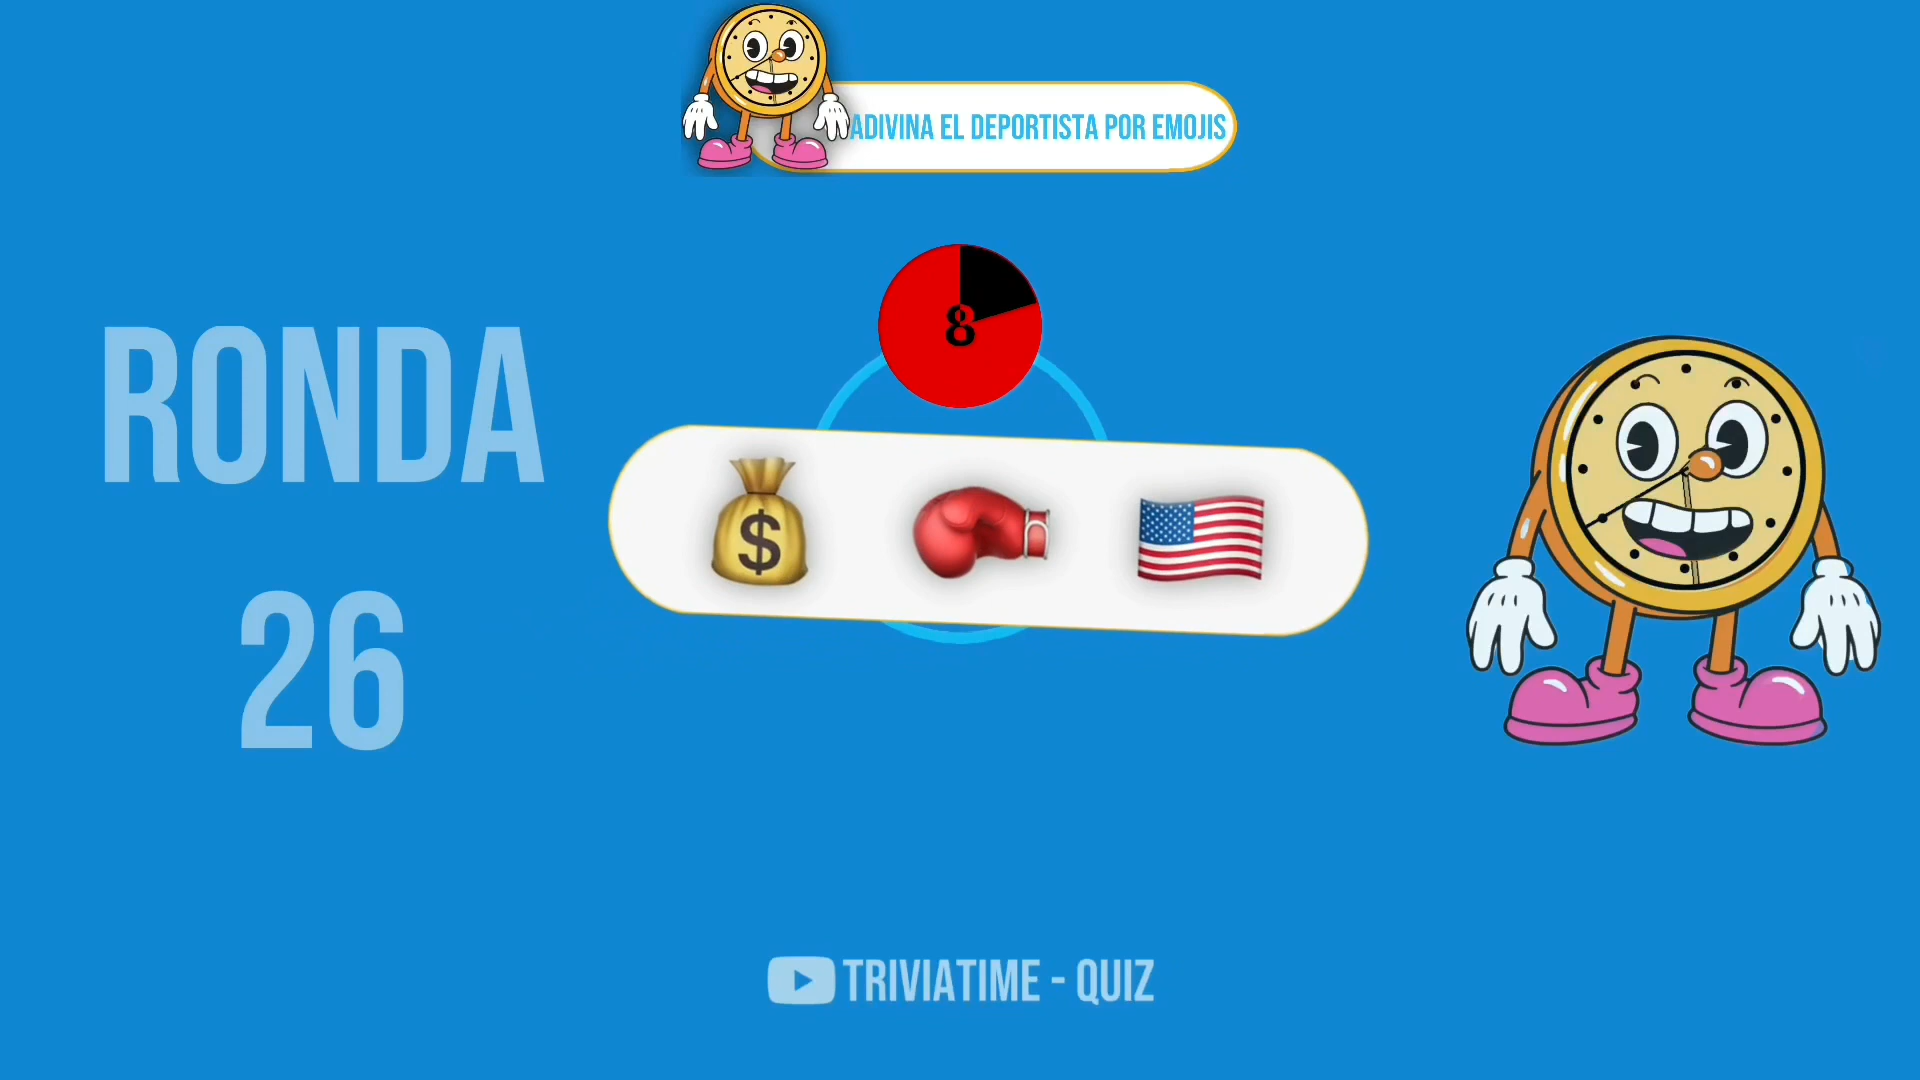 ADIVINA EL DEPORTISTA POR EMOJIS
8
RONDA
26
$
TRIVIATIME - QUIZ